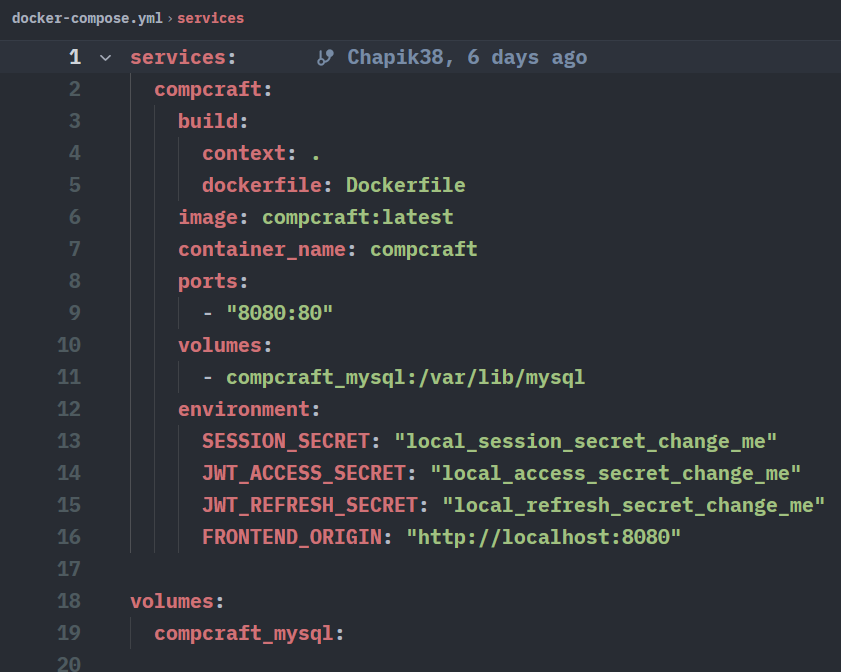 docker-compose.yml › services
1 services: Chapik38, 6 days ago
2   compcraft:
3     build:
4       context: .
5       dockerfile: Dockerfile
6     image: compcraft:latest
7     container_name: compcraft
8     ports:
9       - "8080:80"
10     volumes:
11       - compcraft_mysql:/var/lib/mysql
12     environment:
13       SESSION_SECRET: "local_session_secret_change_me"
14       JWT_ACCESS_SECRET: "local_access_secret_change_me"
15       JWT_REFRESH_SECRET: "local_refresh_secret_change_me"
16       FRONTEND_ORIGIN: "http://localhost:8080"
17
18 volumes:
19   compcraft_mysql:
20